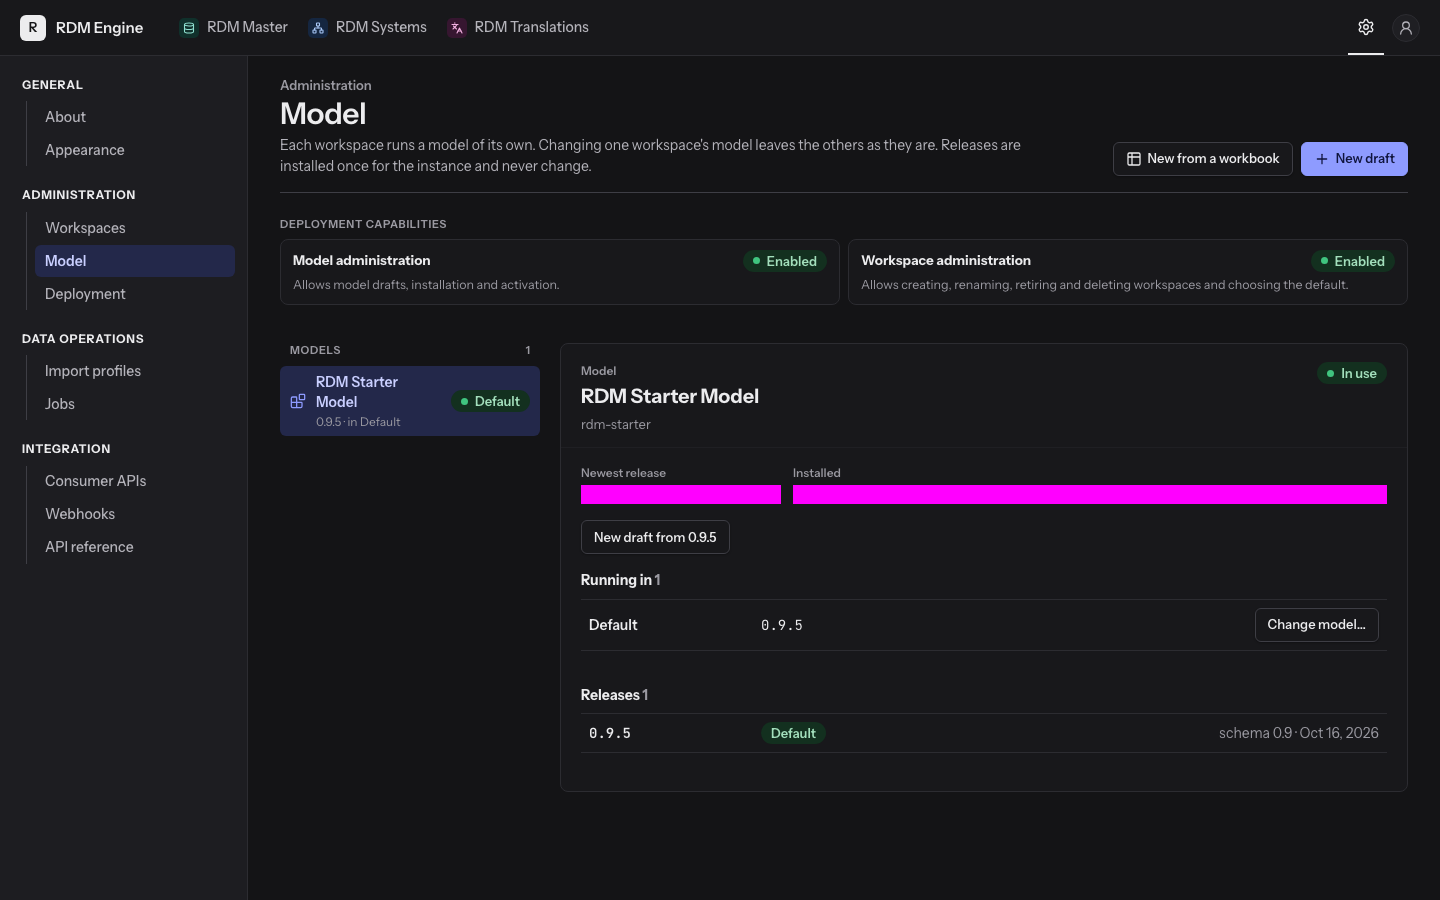 R RDM Engine RDM Master RDM Systems RDM Translations
GENERAL
About
Appearance
ADMINISTRATION
Workspaces
Model
Deployment
DATA OPERATIONS
Import profiles
Jobs
INTEGRATION
Consumer APIs
Webhooks
API reference
Administration
Model
Each workspace runs a model of its own. Changing one workspace's model leaves the others as they are. Releases are
installed once for the instance and never change.
New from a workbook
New draft
DEPLOYMENT CAPABILITIES
Model administration Enabled
Allows model drafts, installation and activation.
Workspace administration Enabled
Allows creating, renaming, retiring and deleting workspaces and choosing the default.
MODELS 1
RDM Starter
Model
Default
0.9.5 · in Default
Model
RDM Starter Model
rdm-starter
In use
Newest release Installed
New draft from 0.9.5
Running in 1
Default 0.9.5 Change model...
Releases 1
0.9.5 Default schema 0.9 · Oct 16, 2026